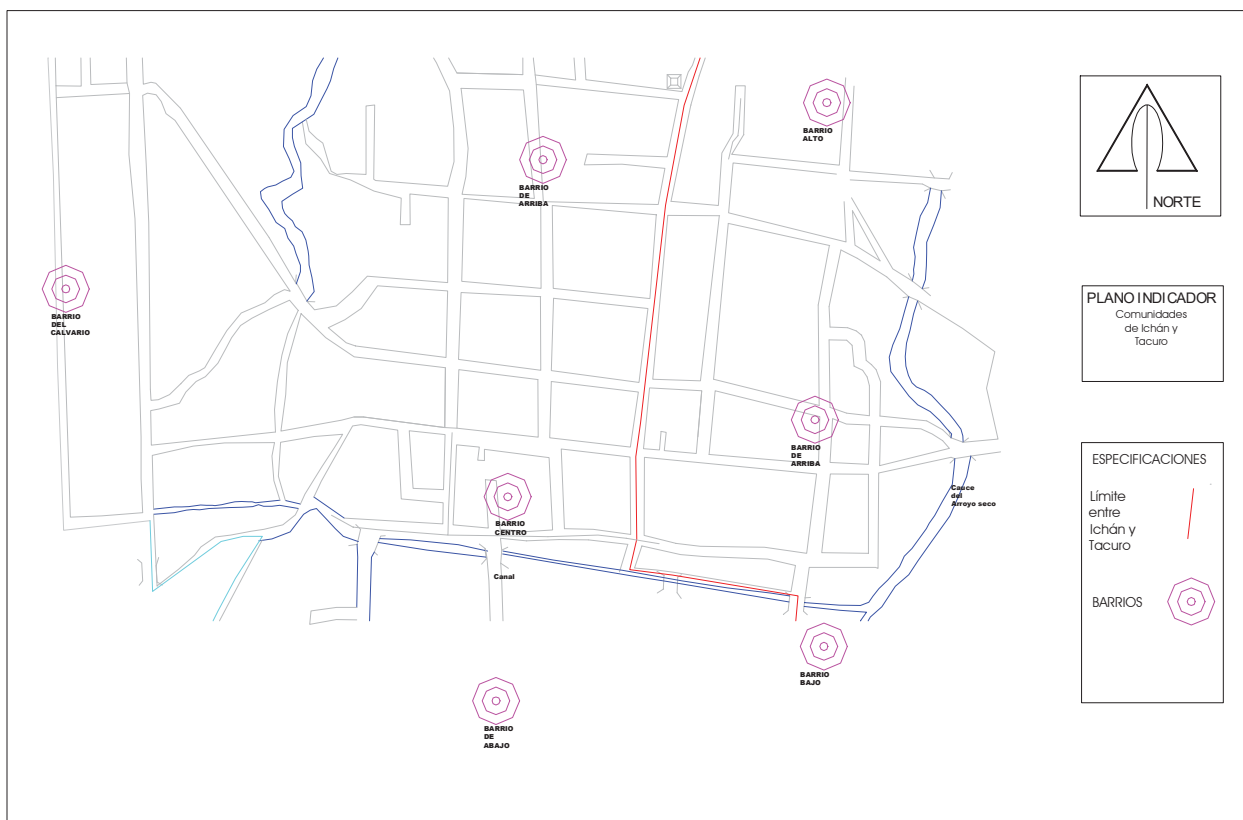 BARRIO
ALTO
BARRIO
DE
ARRIBA
BARRIO
DEL
CALVARIO
BARRIO
DE
ARRIBA
Cauce
del
Arroyo seco
BARRIO
CENTRO
Canal
BARRIO
BAJO
BARRIO
DE
ABAJO
NORTE
PLANO INDICADOR
Comunidades
de Ichán y
Tacuro
ESPECIFICACIONES
Límite
entre
Ichán y
Tacuro
BARRIOS